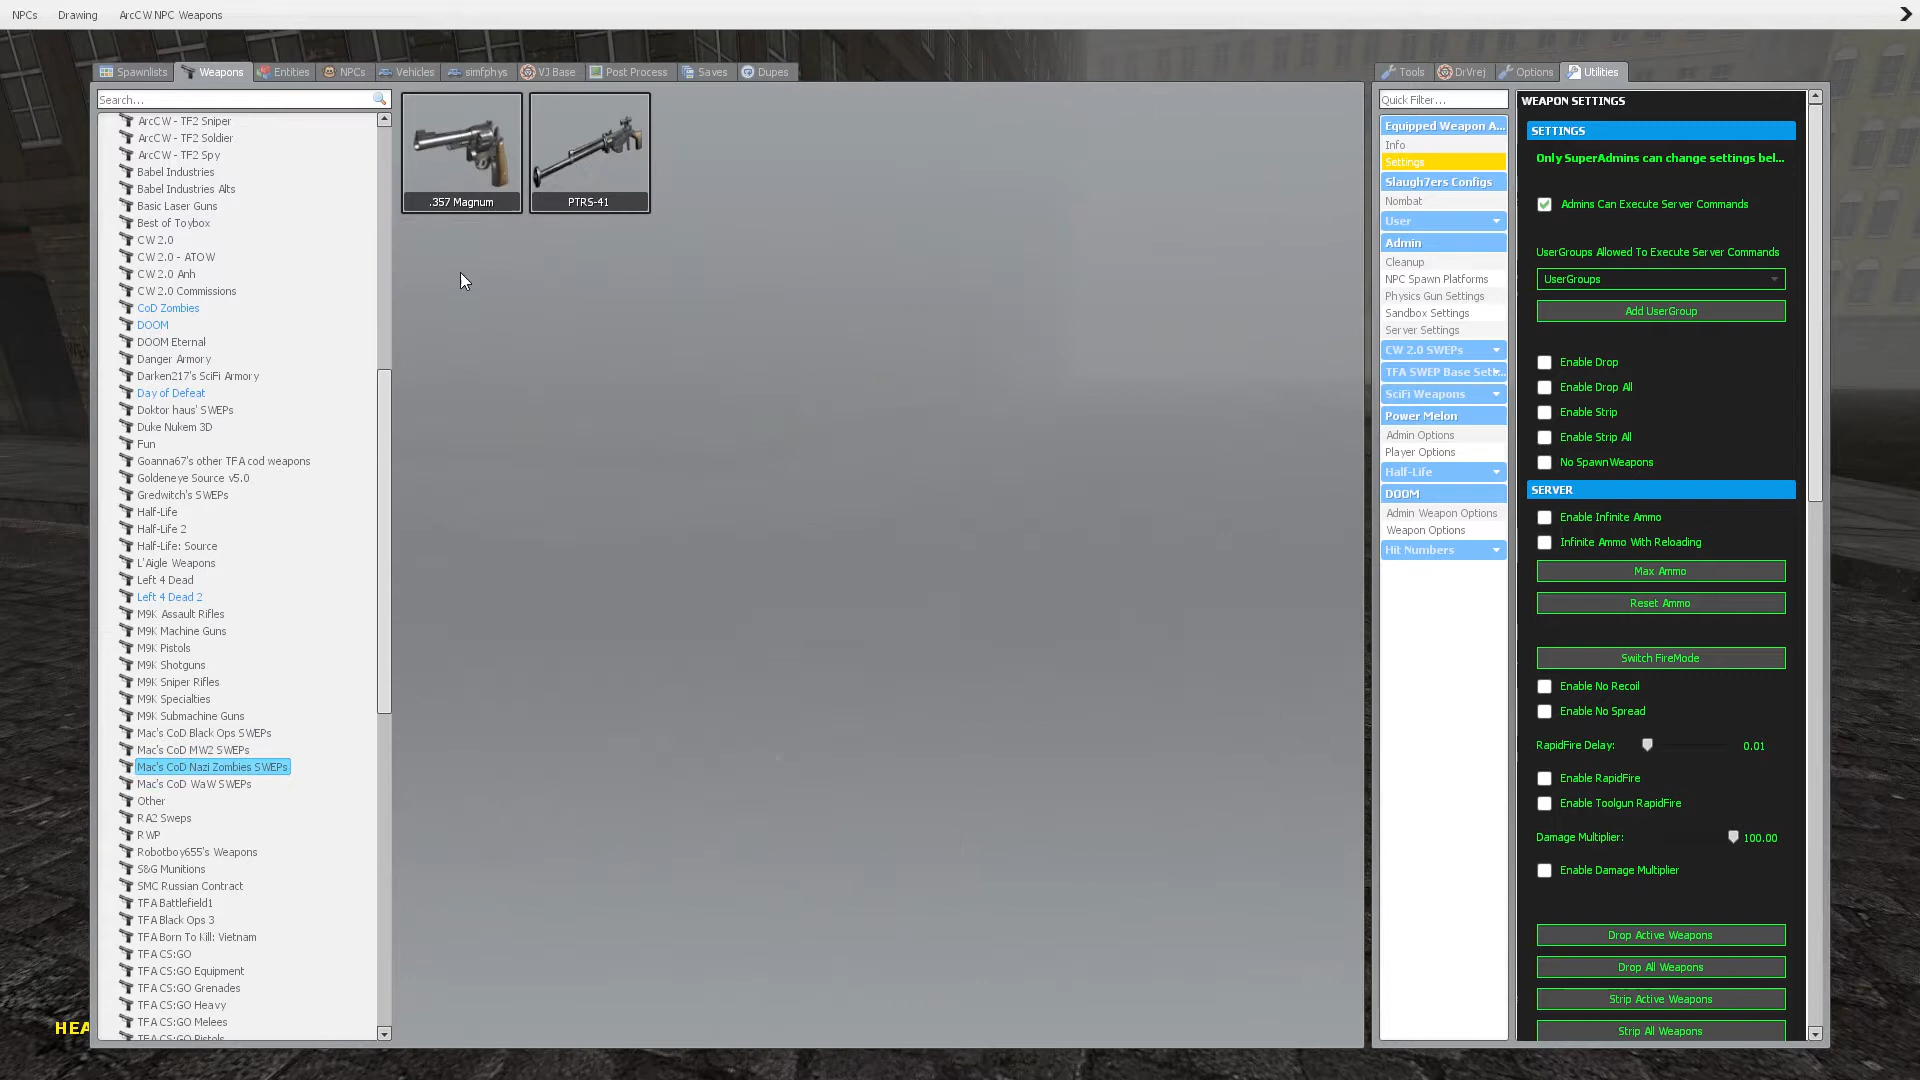 NPCs Drawing ArcCW NPC Weapons
Spawnlists Weapons Entities NPCs Vehicles simfphys VJ Base Post Process Saves Dupes
Search...
ArcCW - TF2 Sniper
ArcCW - TF2 Soldier
ArcCW - TF2 Spy
Babel Industries
Babel Industries Alts
Basic Laser Guns
Best of Toybox
CW 2.0
CW 2.0 - ATOW
CW 2.0 Anh
CW 2.0 Commissions
CoD Zombies
DOOM
DOOM Eternal
Danger Armory
Darken217's SciFi Armory
Day of Defeat
Doktor haus' SWEPs
Duke Nukem 3D
Fun
Goanna67's other TFA cod weapons
Goldeneye Source v5.0
Gredwitch's SWEPs
Half-Life
Half-Life 2
Half-Life: Source
L'Aigle Weapons
Left 4 Dead
Left 4 Dead 2
M9K Assault Rifles
M9K Machine Guns
M9K Pistols
M9K Shotguns
M9K Sniper Rifles
M9K Specialties
M9K Submachine Guns
Mac's CoD Black Ops SWEPs
Mac's CoD MW2 SWEPs
Mac's CoD Nazi Zombies SWEPs
Mac's CoD WaW SWEPs
Other
RA2 Sweps
RWP
Robotboy655's Weapons
S&G Munitions
SMC Russian Contract
TFA Battlefield1
TFA Black Ops 3
TFA Born To Kill: Vietnam
TFA CS:GO
TFA CS:GO Equipment
TFA CS:GO Grenades
TFA CS:GO Heavy
TFA CS:GO Melees
TFA CS:GO Pistols
.357 Magnum
PTRS-41
HEA
Tools DrVrej Options Utilities
Quick Filter...
Equipped Weapon A...
Info
Settings
Slaugh7ers Configs
Nombat
User
Admin
Cleanup
NPC Spawn Platforms
Physics Gun Settings
Sandbox Settings
Server Settings
CW 2.0 SWEPs
TFA SWEP Base Sett...
SciFi Weapons
Power Melon
Admin Options
Player Options
Half-Life
DOOM
Admin Weapon Options
Weapon Options
Hit Numbers
WEAPON SETTINGS
SETTINGS
Only SuperAdmins can change settings bel...
Admins Can Execute Server Commands
UserGroups Allowed To Execute Server Commands
UserGroups
Add UserGroup
Enable Drop
Enable Drop All
Enable Strip
Enable Strip All
No SpawnWeapons
SERVER
Enable Infinite Ammo
Infinite Ammo With Reloading
Max Ammo
Reset Ammo
Switch FireMode
Enable No Recoil
Enable No Spread
RapidFire Delay: 0.01
Enable RapidFire
Enable Toolgun RapidFire
Damage Multiplier: 100.00
Enable Damage Multiplier
Drop Active Weapons
Drop All Weapons
Strip Active Weapons
Strip All Weapons